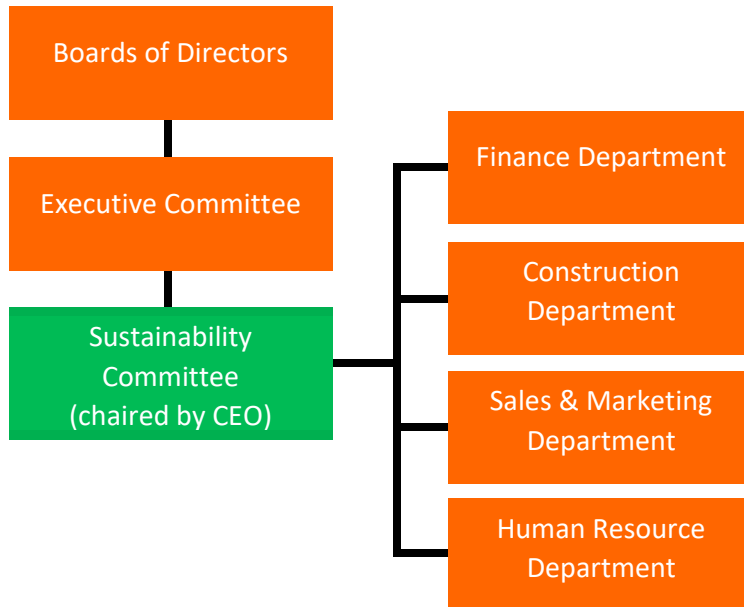 Boards of Directors
Executive Committee
Sustainability
Committee
(chaired by CEO)
Finance Department
Construction
Department
Sales & Marketing
Department
Human Resource
Department